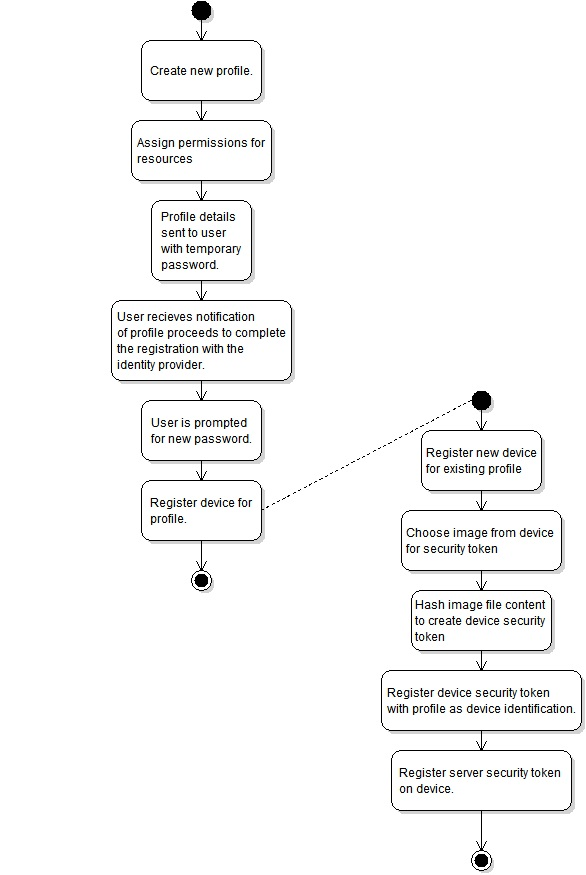 Create new profile.
Assign permissions for
resources
Profile details
sent to user
with temporary
password.
User recieves notification
of profile proceeds to complete
the registration with the
identity provider.
User is prompted
for new password.
Register device for
profile.
Register new device
for existing profile
Choose image from device
for security token
Hash image file content
to create device security
token
Register device security token
with profile as device identification.
Register server security token
on device.